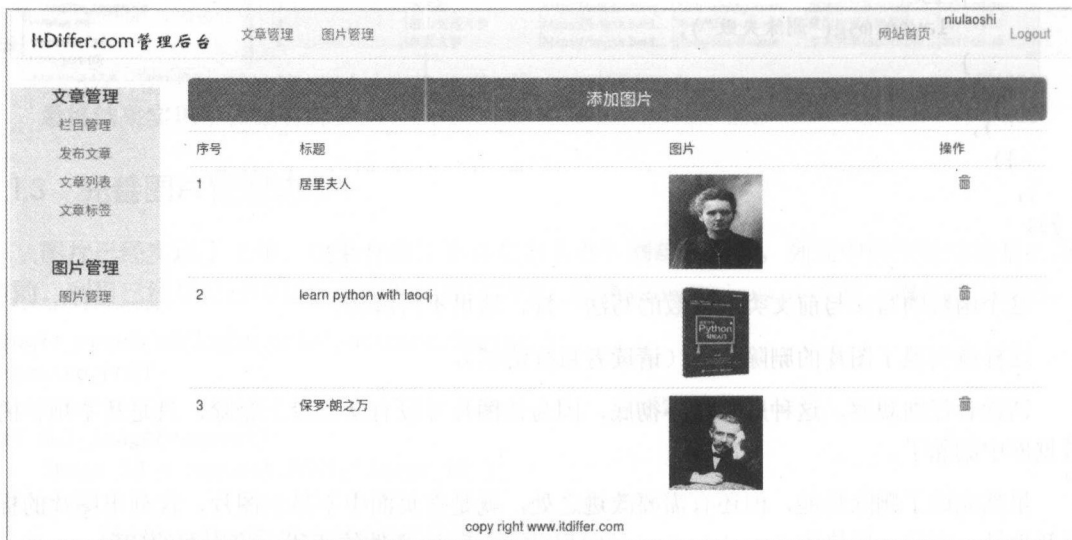 ItDiffer.com管理后台 文章管理 图片管理 niulaoshi 网站首页 Logout
文章管理
栏目管理
发布文章
文章列表
文章标签
图片管理
图片管理
添加图片
序号 标题 图片 操作
1 居里夫人
2 learn python with laoqi
Python
3 保罗·朗之万
copy right www.itdiffer.com